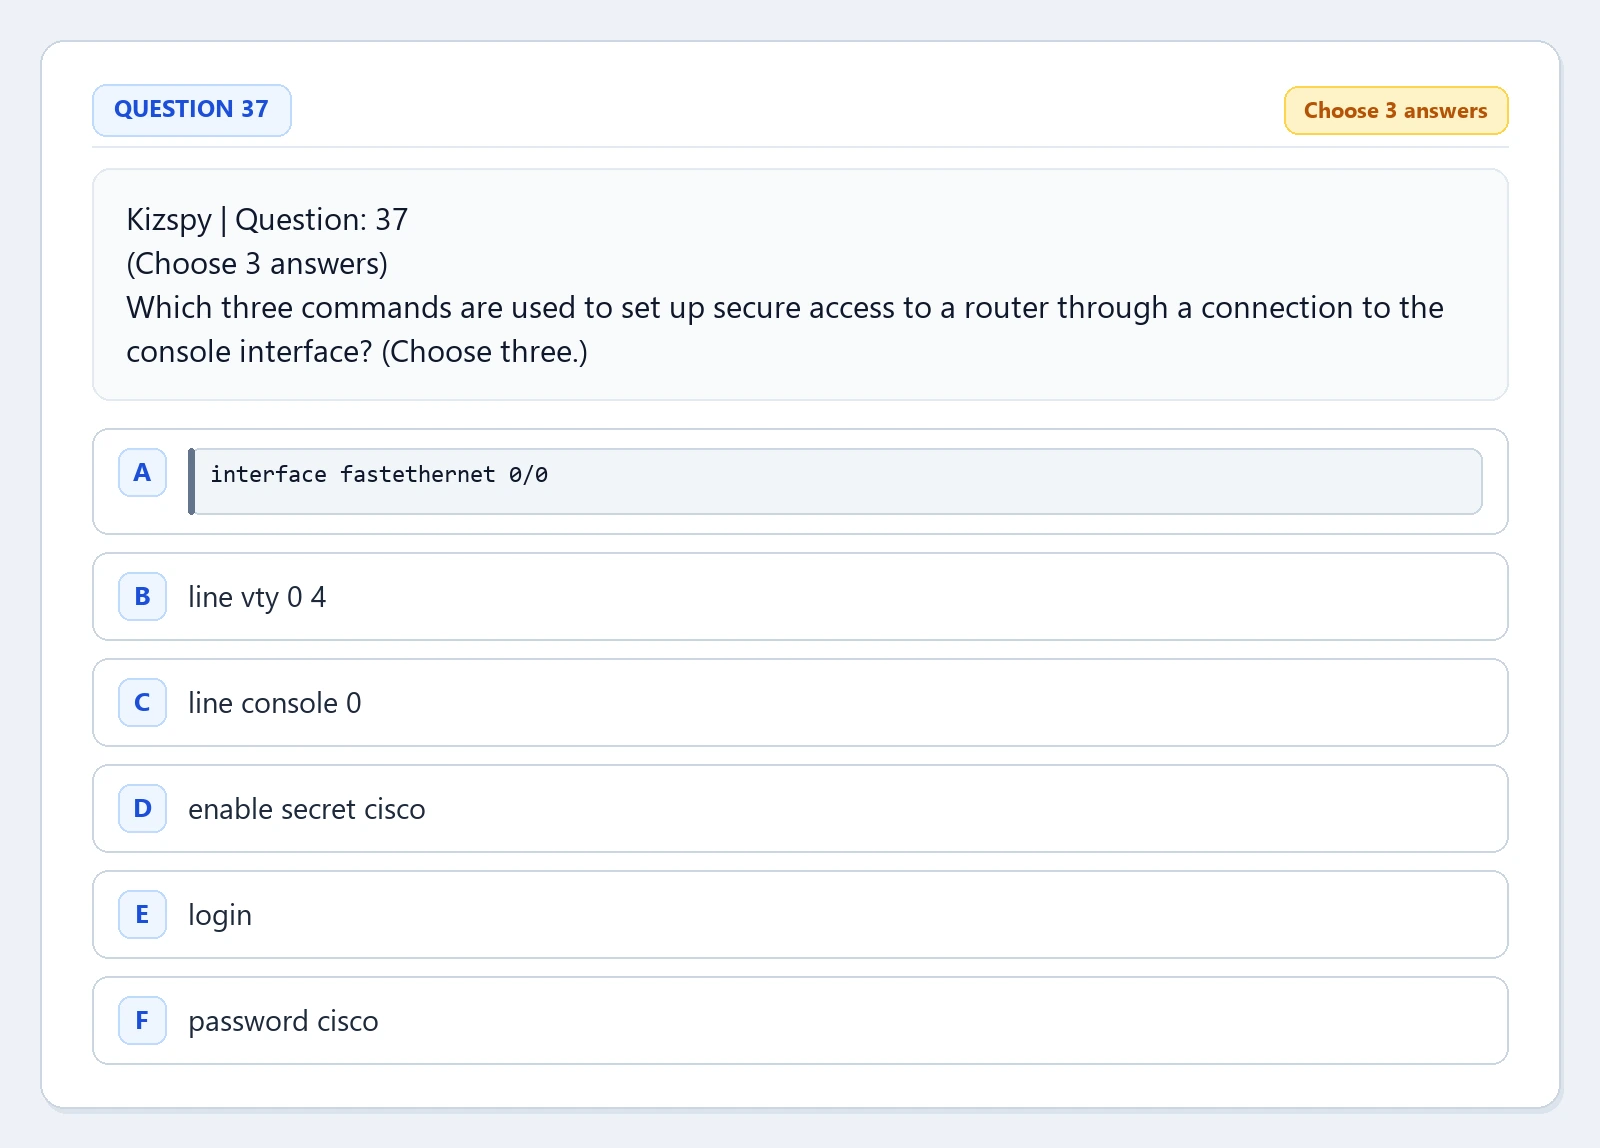 QUESTION 37
Choose 3 answers
Kizspy | Question: 37
(Choose 3 answers)
Which three commands are used to set up secure access to a router through a connection to the
console interface? (Choose three.)
A
interface fastethernet 0/0
B
line vty 0 4
C
line console 0
D
enable secret cisco
E
login
F
password cisco